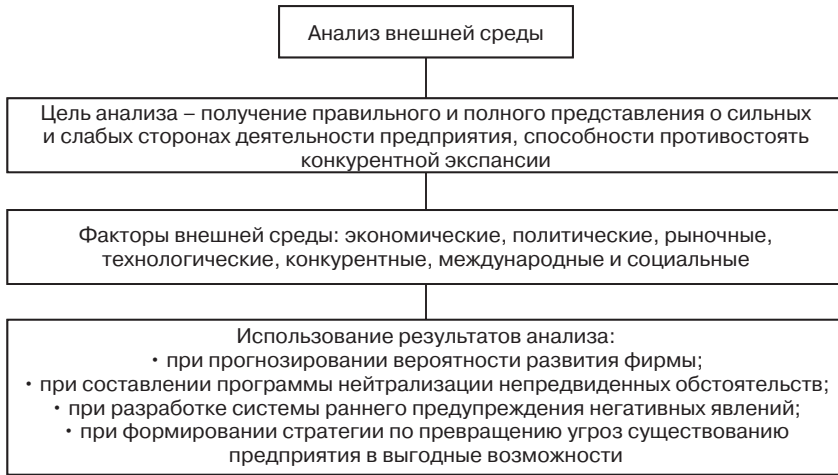 Анализ внешней среды
Цель анализа – получение правильного и полного представления о сильных
и слабых сторонах деятельности предприятия, способности противостоять
конкурентной экспансии
Факторы внешней среды: экономические, политические, рыночные,
технологические, конкурентные, международные и социальные
Использование результатов анализа:
• при прогнозировании вероятности развития фирмы;
• при составлении программы нейтрализации непредвиденных обстоятельств;
• при разработке системы раннего предупреждения негативных явлений;
• при формировании стратегии по превращению угроз существованию
предприятия в выгодные возможности